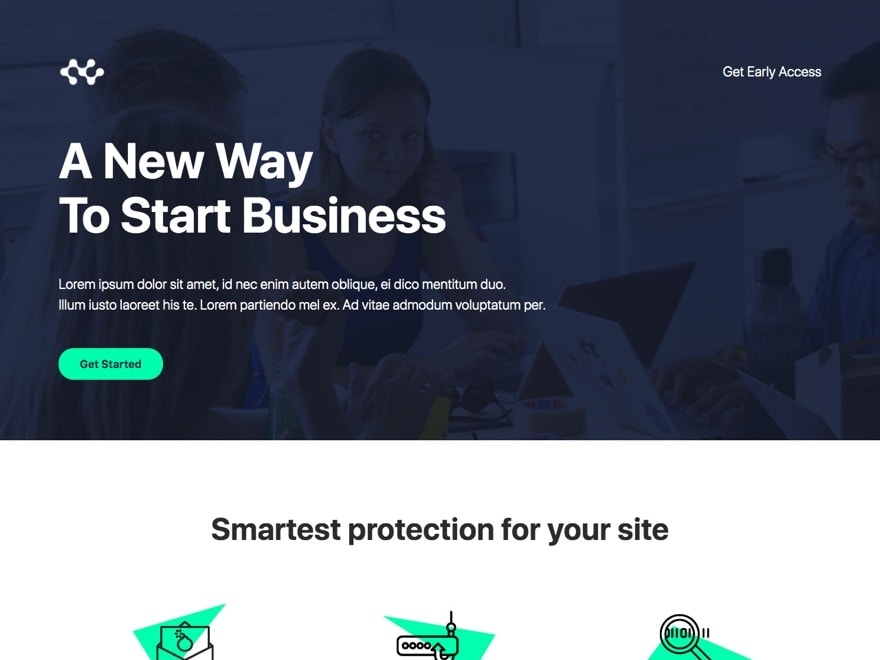 Get Early Access
A New Way
To Start Business
Lorem ipsum dolor sit amet, id nec enim autem oblique, ei dico mentitum duo.
Illum iusto laoreet his te. Lorem partiendo mel ex. Ad vitae admodum voluptatum per.
Get Started
Smartest protection for your site